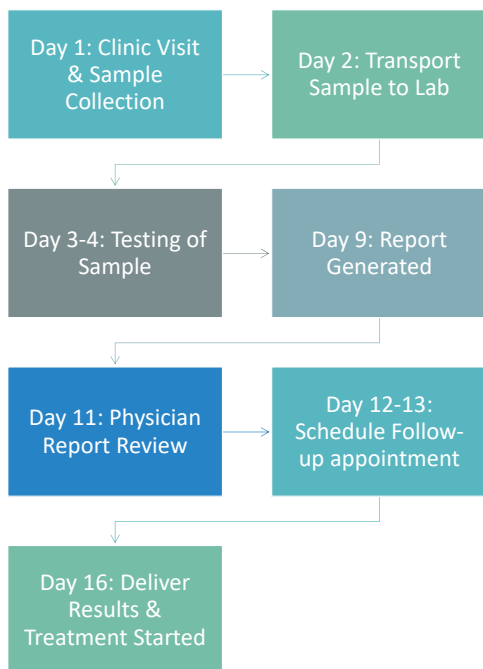 Day 1: Clinic Visit
& Sample
Collection
Day 2: Transport
Sample to Lab
Day 3-4: Testing of
Sample
Day 9: Report
Generated
Day 11: Physician
Report Review
Day 12-13:
Schedule Follow-
up appointment
Day 16: Deliver
Results &
Treatment Started